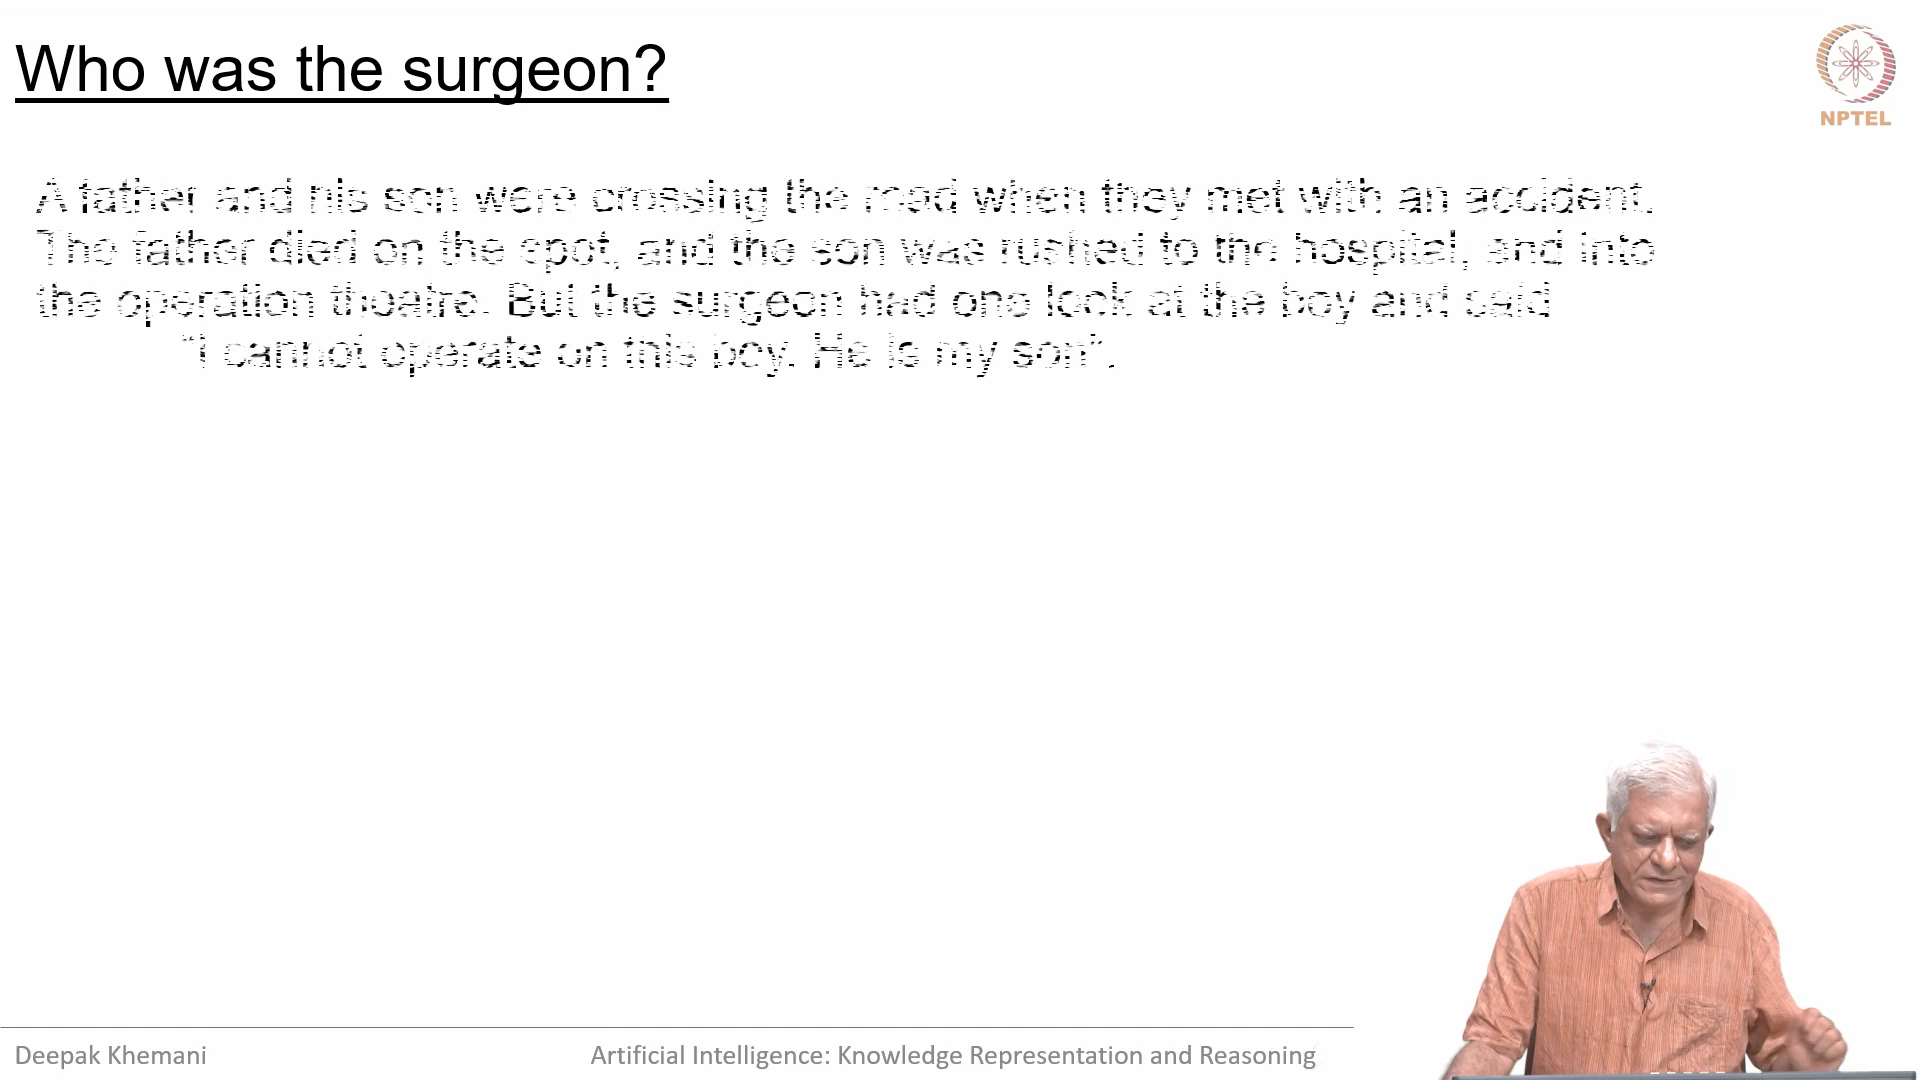 Who was the surgeon?
NPTEL
A father and his son were crossing the road when they met with an accident.
The father died on the spot, and the son was rushed to the hospital, and into
the operation theatre. But the surgeon had one look at the boy and said
"I cannot operate on this boy. He is my son".
Deepak Khemani
Artificial Intelligence: Knowledge Representation and Reasoning